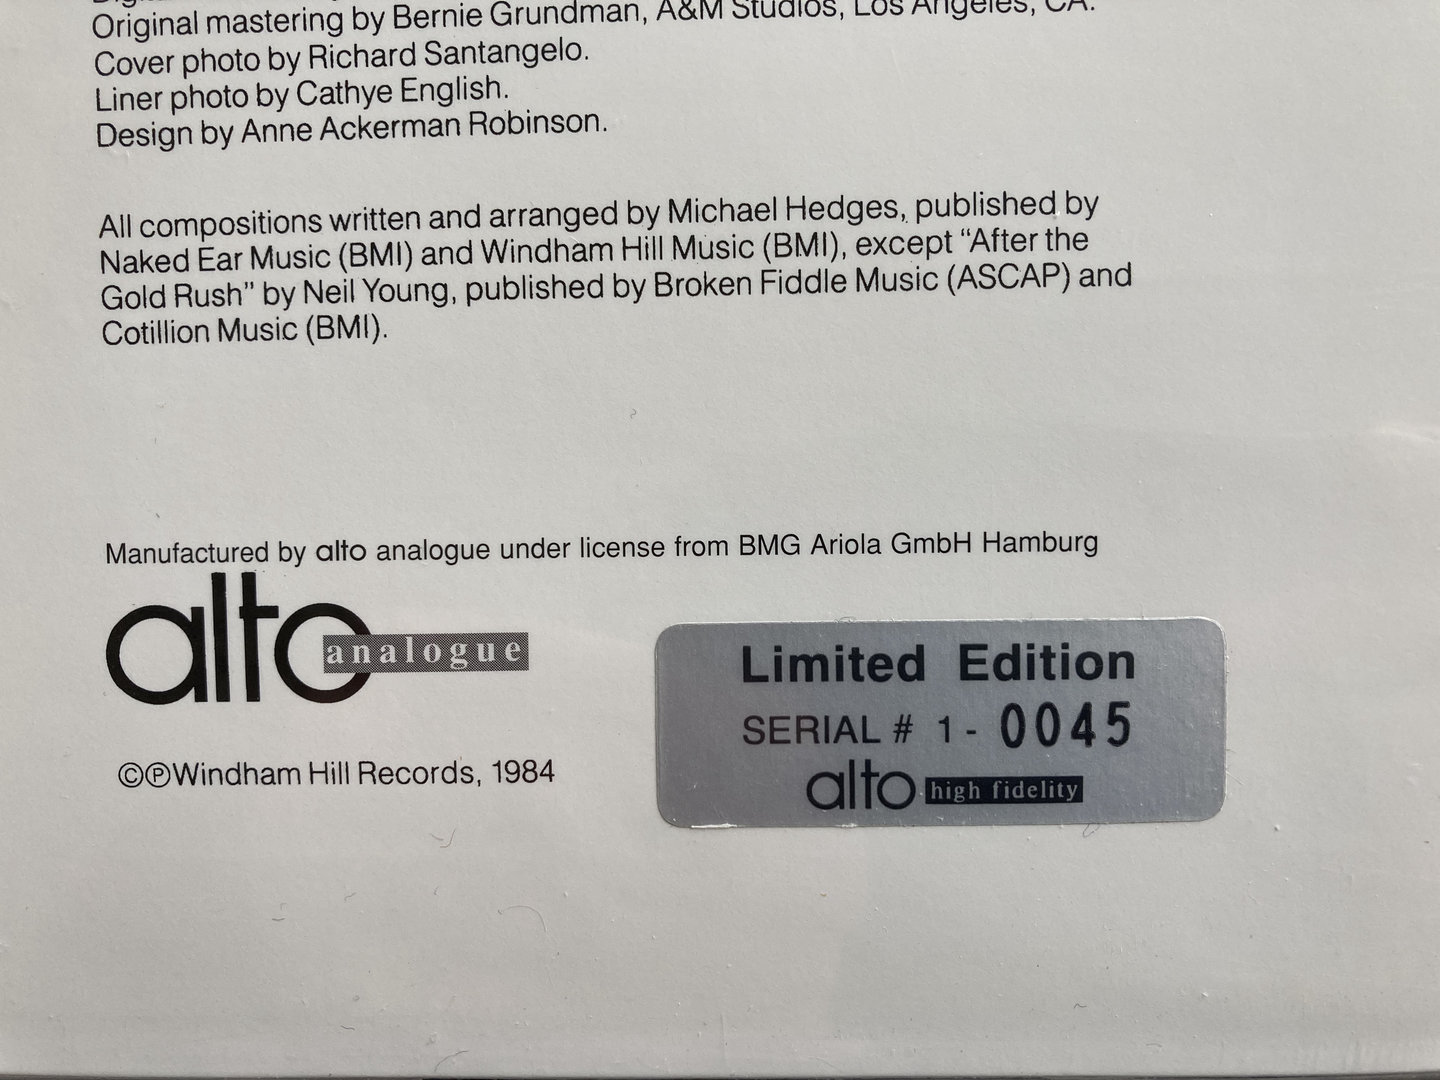 Original mastering by Bernie Grundman, A&M Studios, Los Angeles, CA.
Cover photo by Richard Santangelo.
Liner photo by Cathye English.
Design by Anne Ackerman Robinson.
All compositions written and arranged by Michael Hedges, published by
Naked Ear Music (BMI) and Windham Hill Music (BMI), except “After the
Gold Rush” by Neil Young, published by Broken Fiddle Music (ASCAP) and
Cotillion Music (BMI).
Manufactured by alto analogue under license from BMG Ariola GmbH Hamburg
alto analogue
©℗Windham Hill Records, 1984
Limited Edition
SERIAL # 1 - 0045
alto high fidelity